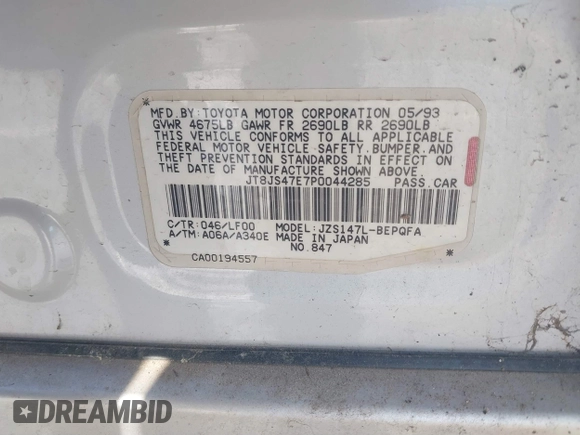 MFD.BY:TOYOTA MOTOR CORPORATION 05/93
GVWR 4675LB GAWR FR 2690LB RR 2690LB
THIS VEHICLE CONFORMS TO ALL APPLICABLE
FEDERAL MOTOR VEHICLE SAFETY.BUMPER.AND
THEFT PREVENTION STANDARDS IN EFFECT ON
THE DATE OF MANUFACTURE SHOWN ABOVE.
JT8JS47E7P0044285 PASS.CAR
C/TR:046/LF00 MODEL:JZS147L-BEPQFA
A/TM:A06A/A340E MADE IN JAPAN
NO.847
CA00194557
DREAMBID